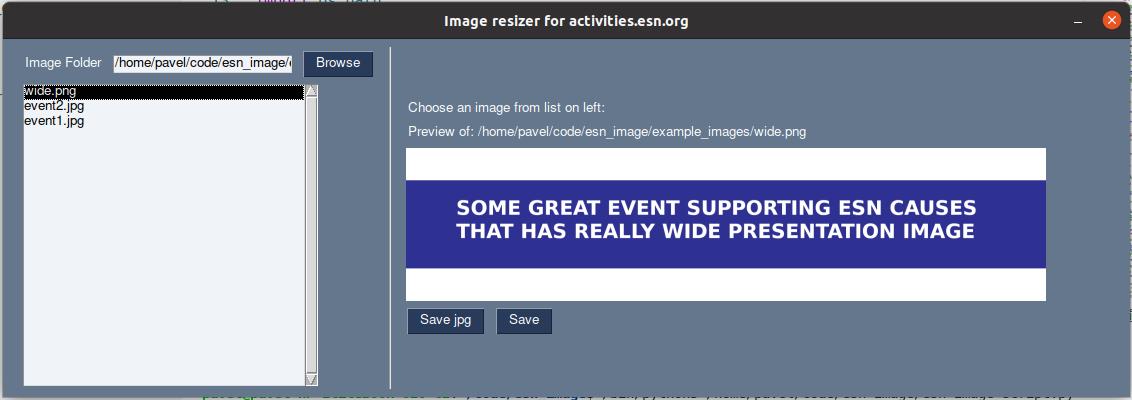 Image resizer for activities.esn.org
Image Folder /home/pavel/code/esn_image/e Browse
wide.png
event2.jpg
event1.jpg
Choose an image from list on left:
Preview of: /home/pavel/code/esn_image/example_images/wide.png
SOME GREAT EVENT SUPPORTING ESN CAUSES
THAT HAS REALLY WIDE PRESENTATION IMAGE
Save jpg Save